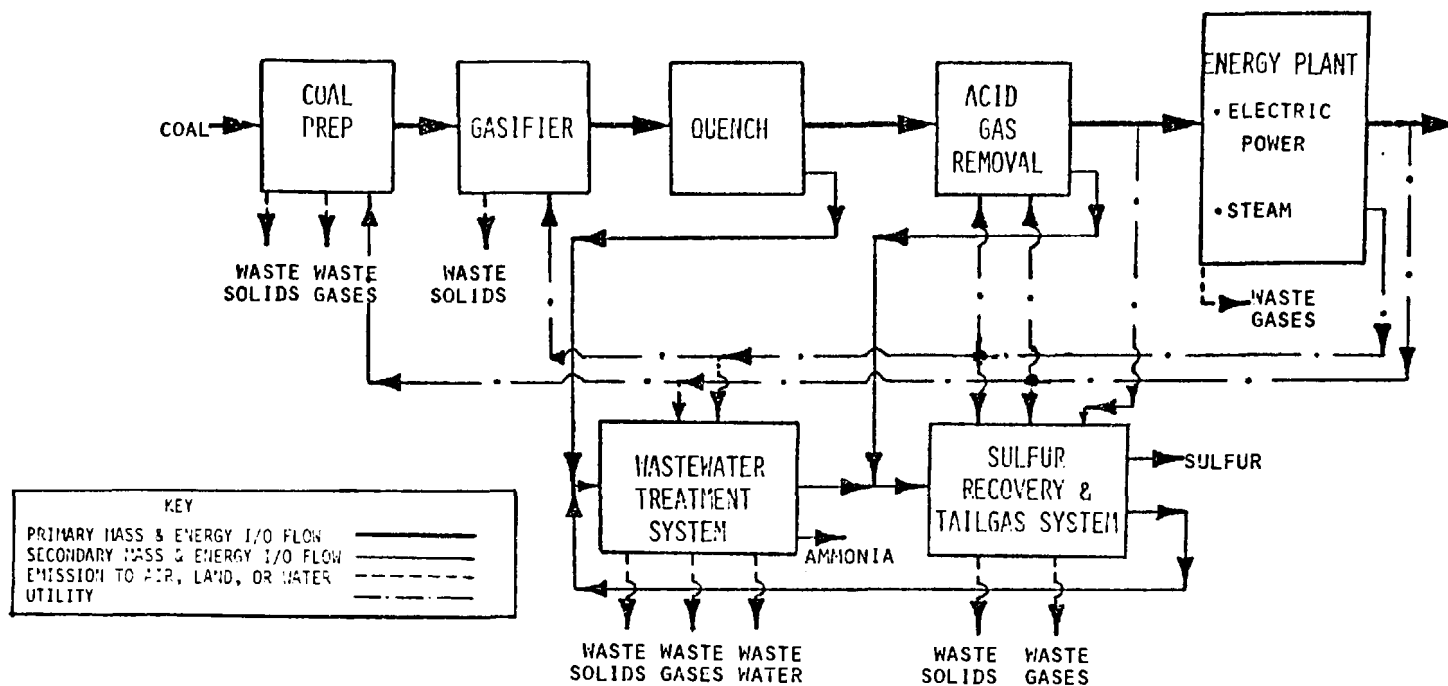 COAL
COAL
PREP
GASIFIER
QUENCH
ACID
GAS
REMOVAL
ENERGY PLANT
• ELECTRIC
POWER
• STEAM
WASTE
SOLIDS
WASTE
GASES
WASTE
SOLIDS
WASTE
GASES
WASTEWATER
TREATMENT
SYSTEM
AMMONIA
SULFUR
RECOVERY &
TAILGAS SYSTEM
SULFUR
WASTE
SOLIDS
WASTE
GASES
WASTE
WATER
WASTE
SOLIDS
WASTE
GASES
KEY
PRIMARY MASS & ENERGY I/O FLOW
SECONDARY MASS & ENERGY I/O FLOW
EMISSION TO AIR, LAND, OR WATER
UTILITY